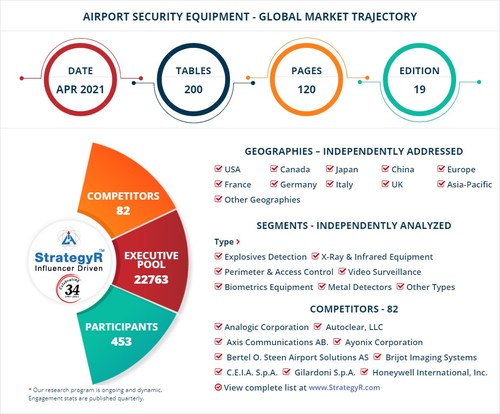 AIRPORT SECURITY EQUIPMENT - GLOBAL MARKET TRAJECTORY
DATE
APR 2021
TABLES
200
PAGES
120
EDITION
19
COMPETITORS
82
EXECUTIVE
POOL
22763
PARTICIPANTS
453
StrategyR™
Influencer Driven
34
* Our research program is ongoing and dynamic.
Engagement stats are published quarterly.
GEOGRAPHIES – INDEPENDENTLY ADDRESSED
USA Canada Japan China Europe
France Germany Italy UK Asia-Pacific
Other Geographies
SEGMENTS - INDEPENDENTLY ANALYZED
Type >
Explosives Detection X-Ray & Infrared Equipment
Perimeter & Access Control Video Surveillance
Biometrics Equipment Metal Detectors Other Types
COMPETITORS - 82
Analogic Corporation Autoclear, LLC
Axis Communications AB. Ayonix Corporation
Bertel O. Steen Airport Solutions AS Brijot Imaging Systems
C.E.I.A. S.p.A. Gilardoni S.p.A. Honeywell International, Inc.
View complete list at www.StrategyR.com